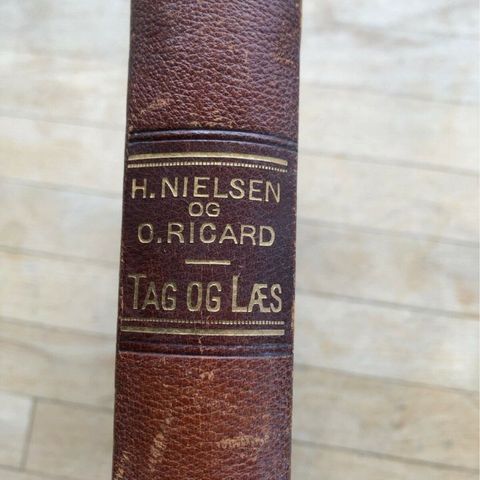 H. NIELSEN
OG
O. RICARD
TAG OG LÆS